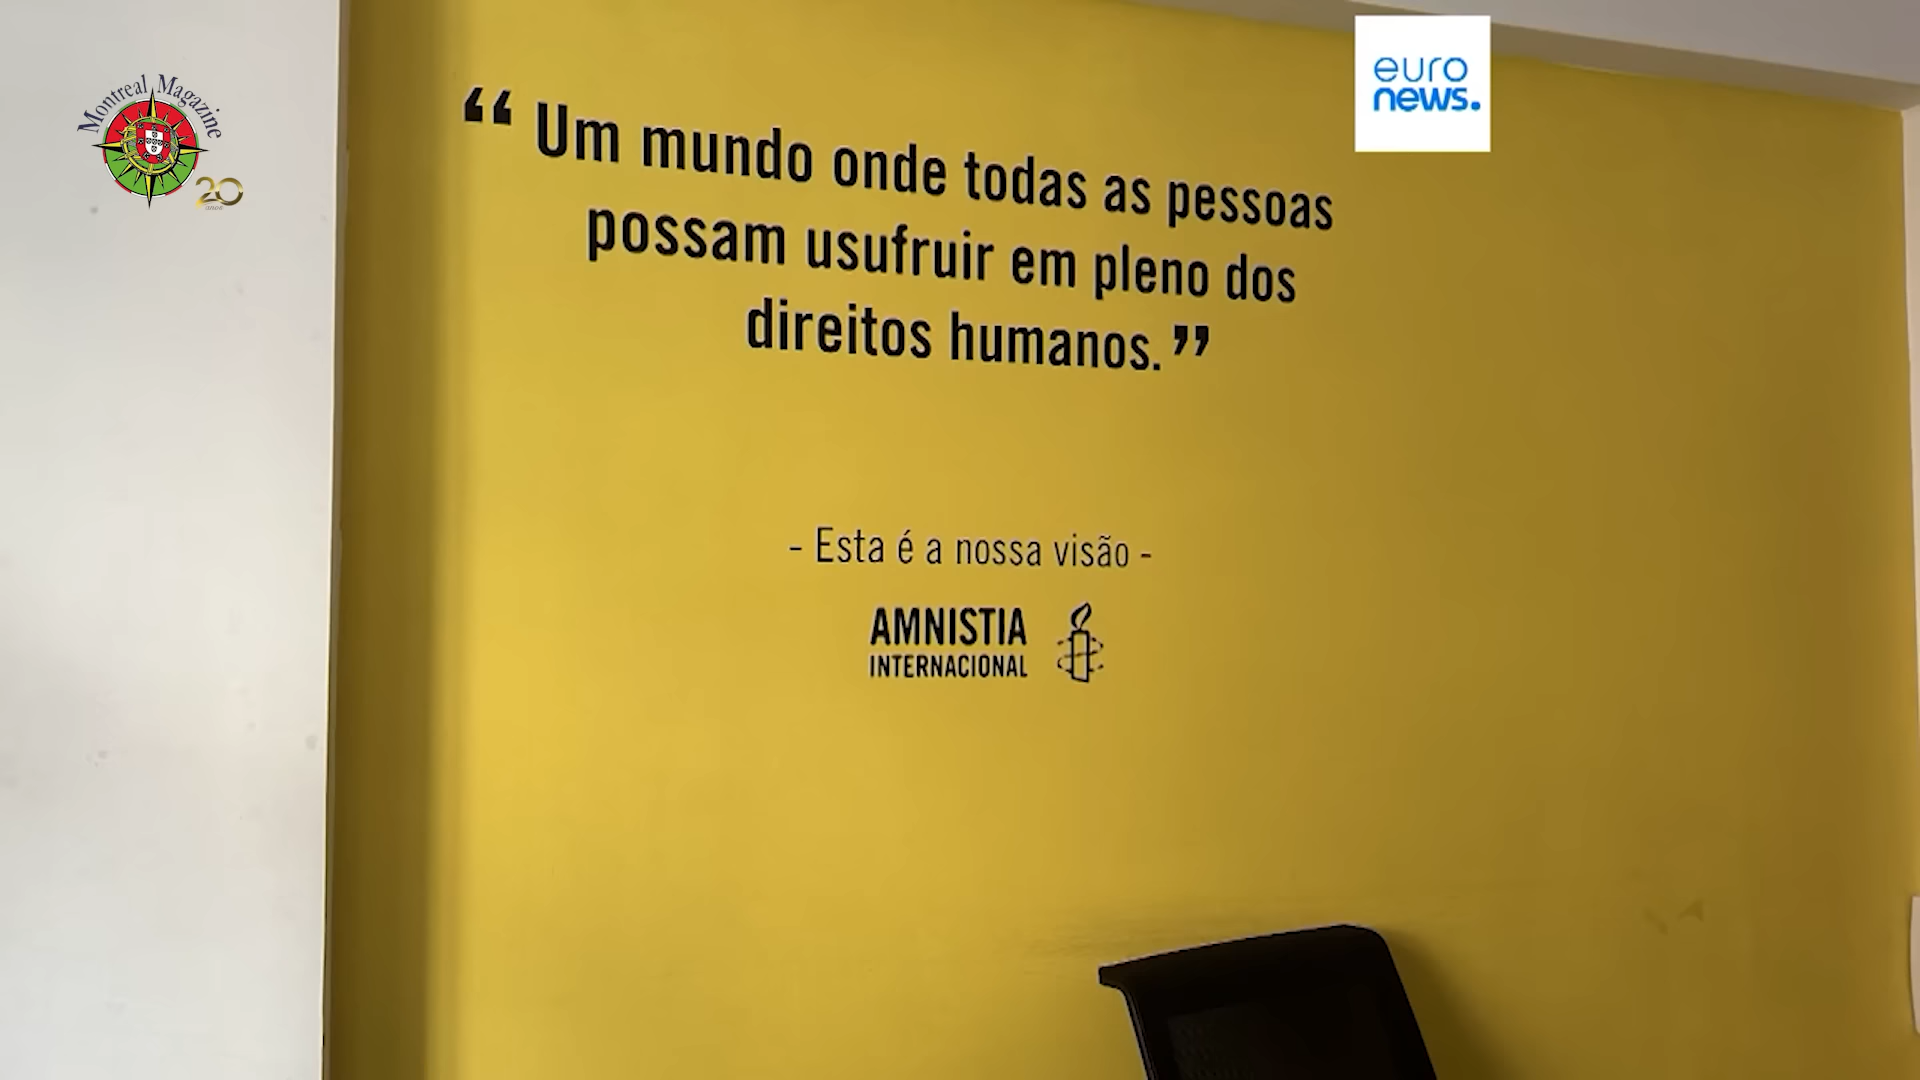 Montreal Magazine
20
anos
euro
news.
“ Um mundo onde todas as pessoas
possam usufruir em pleno dos
direitos humanos. ”
- Esta é a nossa visão -
AMNISTIA
INTERNACIONAL